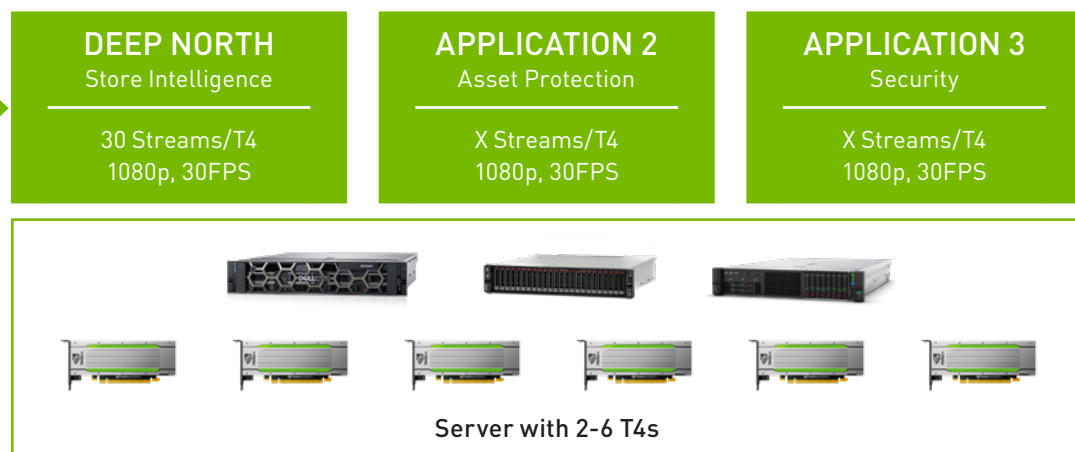 DEEP NORTH
Store Intelligence
30 Streams/T4
1080p, 30FPS
APPLICATION 2
Asset Protection
X Streams/T4
1080p, 30FPS
APPLICATION 3
Security
X Streams/T4
1080p, 30FPS
DELL
Server with 2-6 T4s